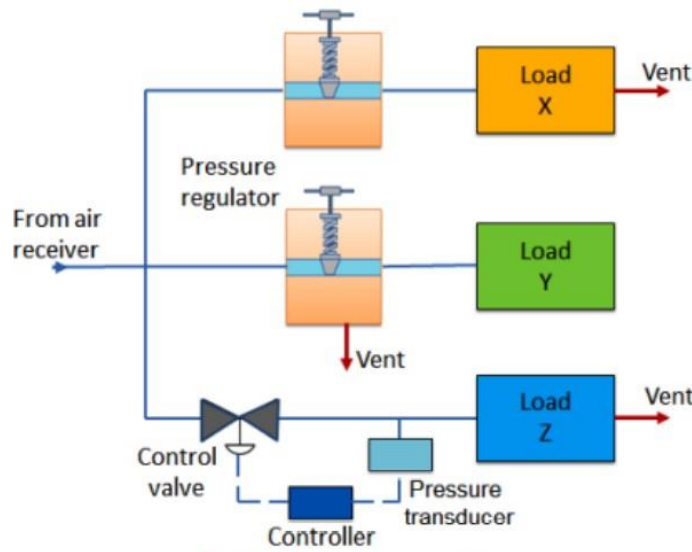 Load
X
Vent
Pressure
regulator
From air
receiver
Load
Y
Vent
Load
Z
Vent
Control
valve
Pressure
transducer
Controller